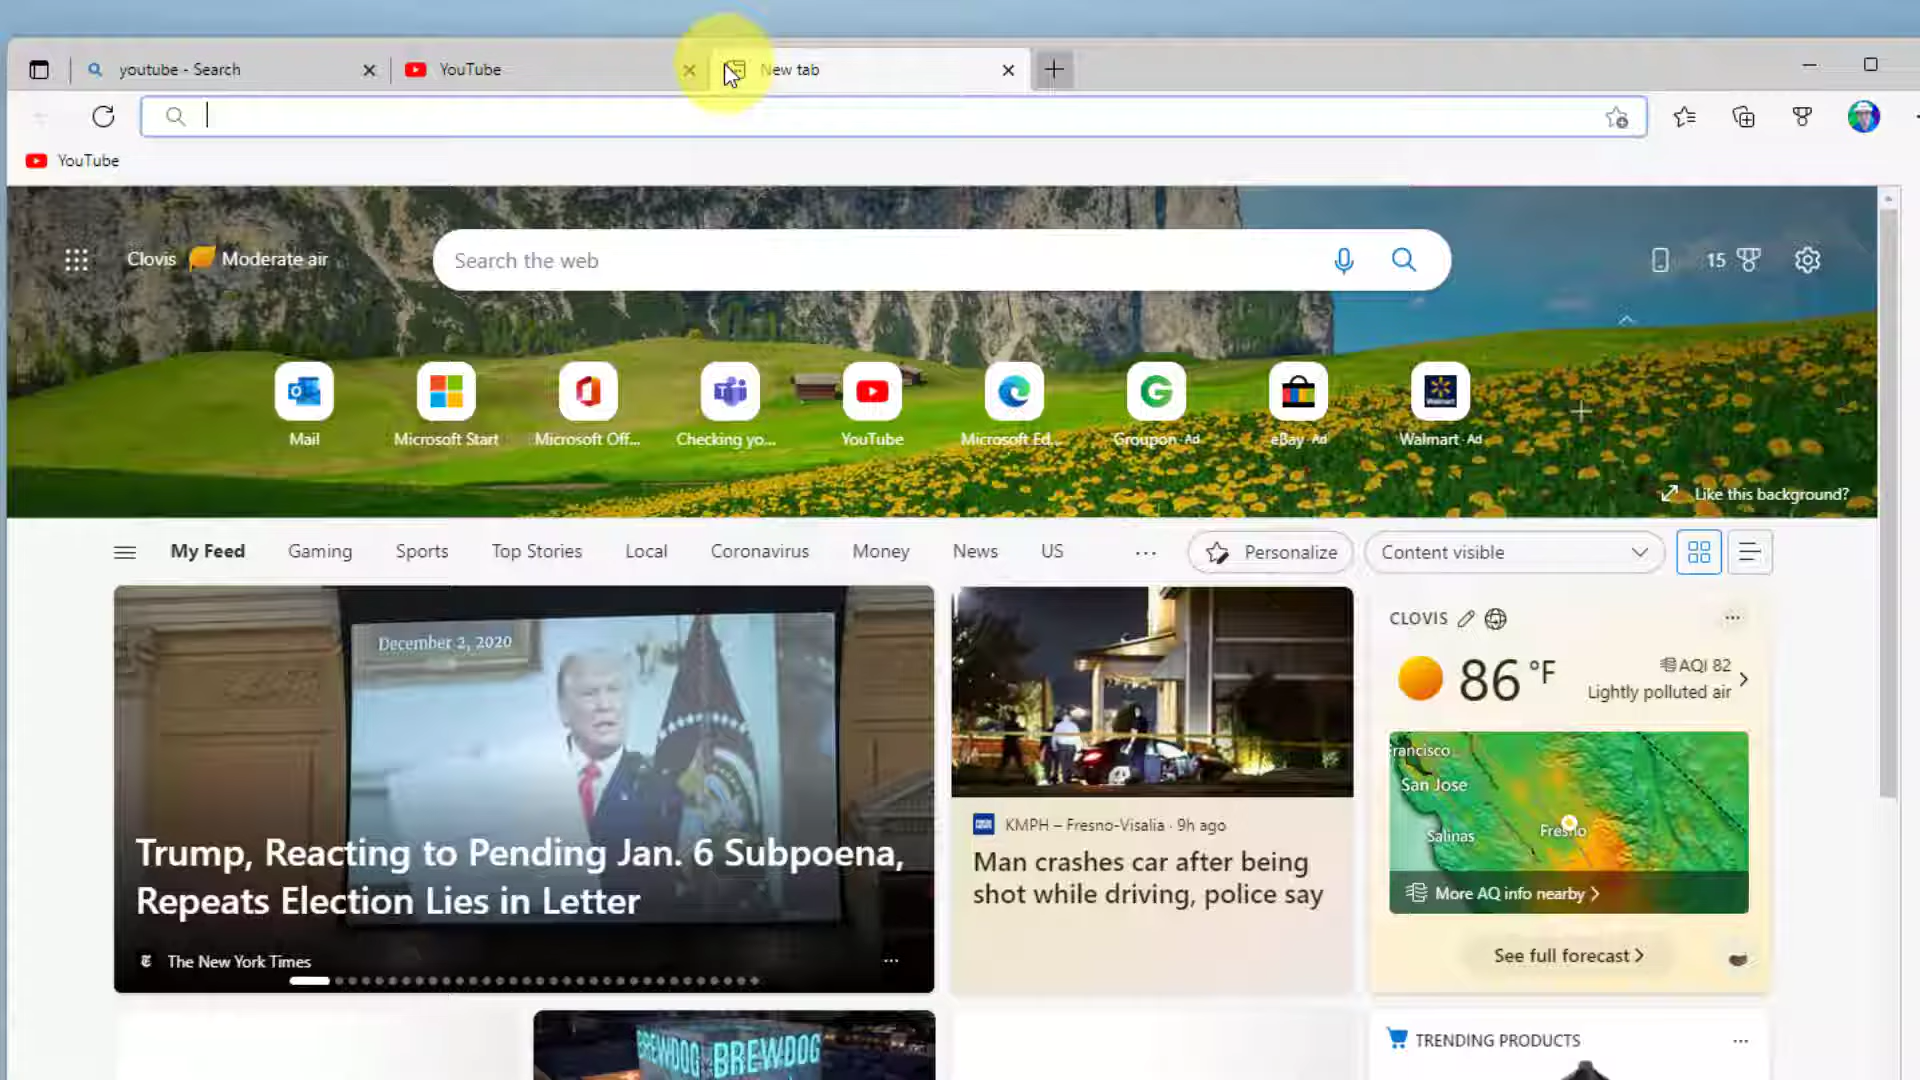 youtube - Search
YouTube
New tab
YouTube
Clovis
Moderate air
Search the web
15
Mail
Microsoft Start
Microsoft Off...
Checking yo...
YouTube
Microsoft Ed...
Groupon · Ad
eBay · Ad
Walmart · Ad
Like this background?
My Feed
Gaming
Sports
Top Stories
Local
Coronavirus
Money
News
US
Personalize
Content visible
December 2, 2020
Trump, Reacting to Pending Jan. 6 Subpoena,
Repeats Election Lies in Letter
The New York Times
KMPH – Fresno-Visalia · 9h ago
Man crashes car after being
shot while driving, police say
CLOVIS
86 °F
AQI 82
Lightly polluted air
rancisco
San Jose
Salinas
Fresno
More AQ info nearby
See full forecast
BREWDOG BREWDOG
TRENDING PRODUCTS